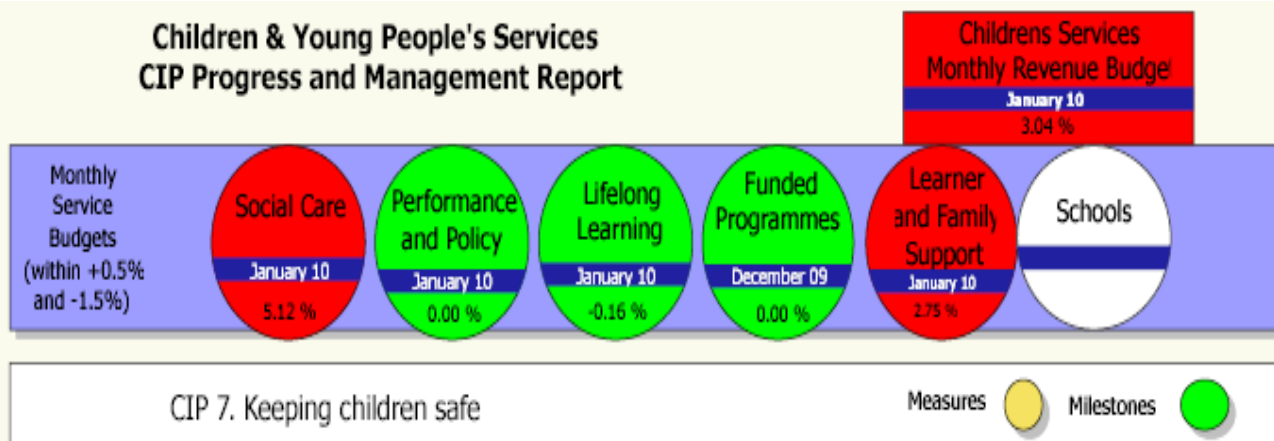 Children & Young People's Services
CIP Progress and Management Report
Childrens Services
Monthly Revenue Budge
January 10
3.04 %
Monthly
Service
Budgets
(within +0.5%
and -1.5%)
Social Care
January 10
5.12 %
Performance
and Policy
January 10
0.00 %
Lifelong
Learning
January 10
-0.16 %
Funded
Programmes
December 09
0.00 %
Learner
and Family
Support
January 10
2.75 %
Schools
CIP 7. Keeping children safe
Measures
Milestones